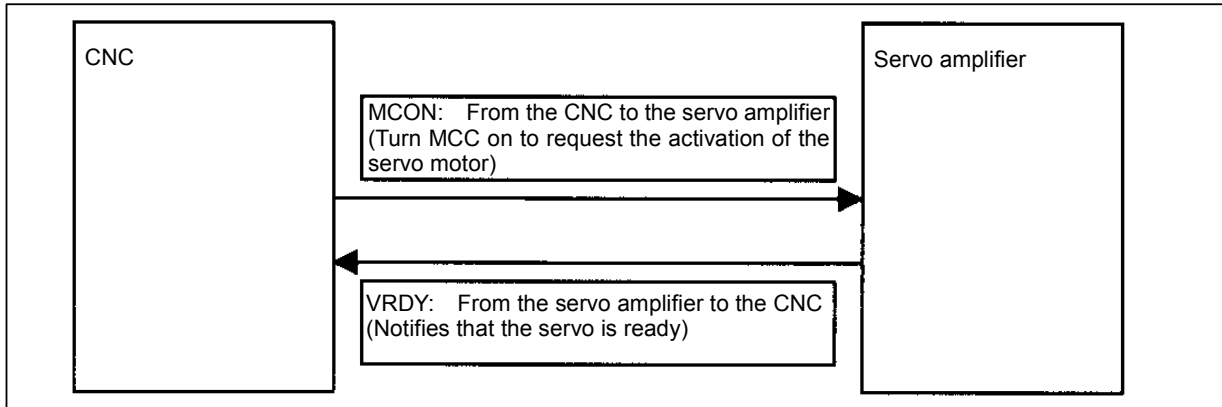 CNC
Servo amplifier
MCON: From the CNC to the servo amplifier
(Turn MCC on to request the activation of the
servo motor)
VRDY: From the servo amplifier to the CNC
(Notifies that the servo is ready)